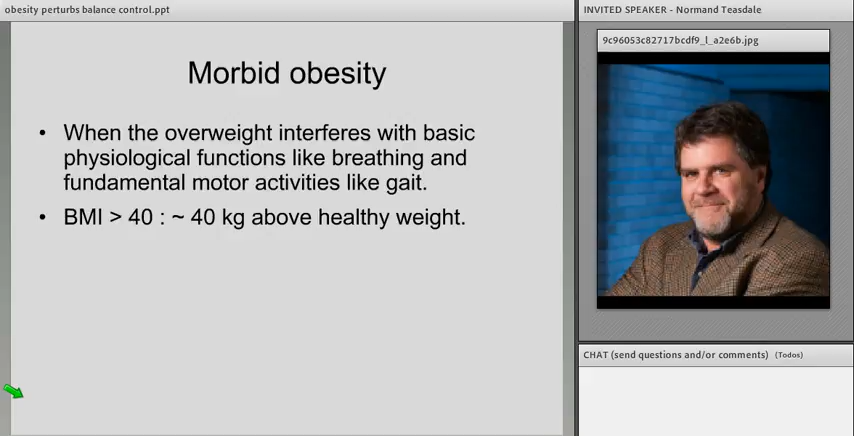 obesity perturbs balance control.ppt
Morbid obesity
• When the overweight interferes with basic
physiological functions like breathing and
fundamental motor activities like gait.
• BMI > 40 : ~ 40 kg above healthy weight.
INVITED SPEAKER - Normand Teasdale
9c96053c82717bcdf9_l_a2e6b.jpg
CHAT (send questions and/or comments) (Todos)